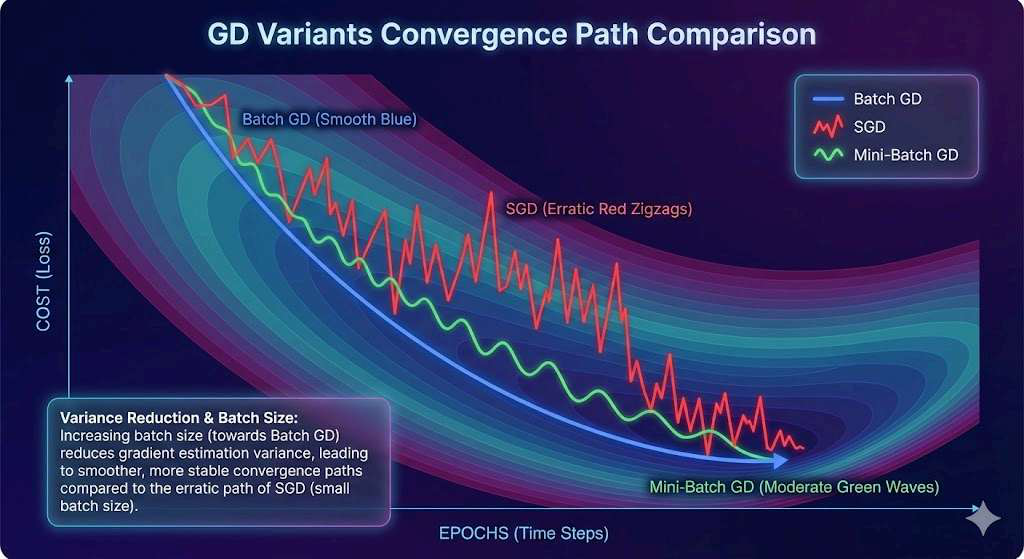 GD Variants Convergence Path Comparison
Batch GD
SGD
Mini-Batch GD
Batch GD (Smooth Blue)
SGD (Erratic Red Zigzags)
COST (Loss)
Variance Reduction & Batch Size:
Increasing batch size (towards Batch GD)
reduces gradient estimation variance, leading
to smoother, more stable convergence paths
compared to the erratic path of SGD (small
batch size).
Mini-Batch GD (Moderate Green Waves)
EPOCHS (Time Steps)